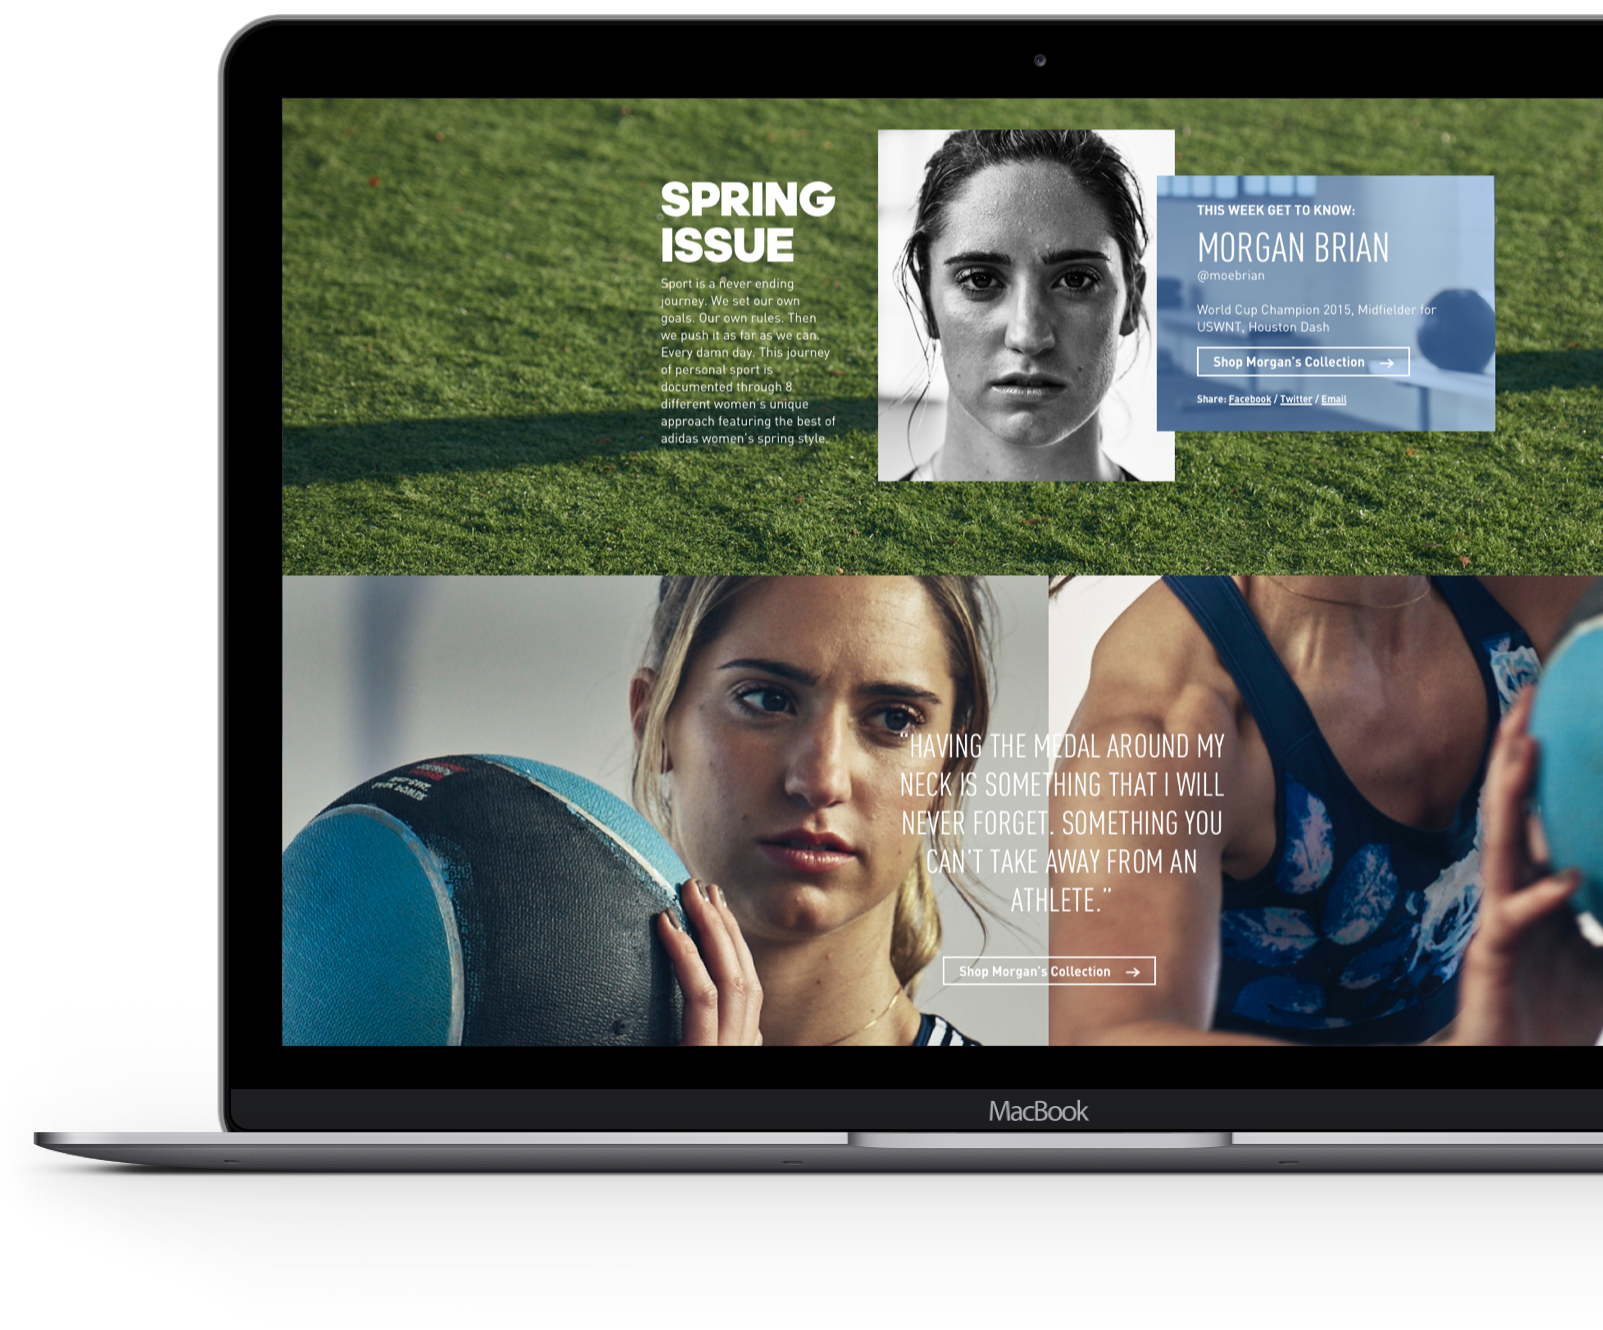 SPRING
ISSUE
Sport is a never ending
journey. We set our own
goals. Our own rules. Then
we push it as far as we can.
Every damn day. This journey
of personal sport is
documented through 8
different women's unique
approach featuring the best of
adidas women's spring style.
THIS WEEK GET TO KNOW:
MORGAN BRIAN
@moebrian
World Cup Champion 2015, Midfielder for
USWNT, Houston Dash
Shop Morgan's Collection →
Share: Facebook / Twitter / Email
“HAVING THE MEDAL AROUND MY
NECK IS SOMETHING THAT I WILL
NEVER FORGET. SOMETHING YOU
CAN'T TAKE AWAY FROM AN
ATHLETE.”
Shop Morgan's Collection →
MacBook